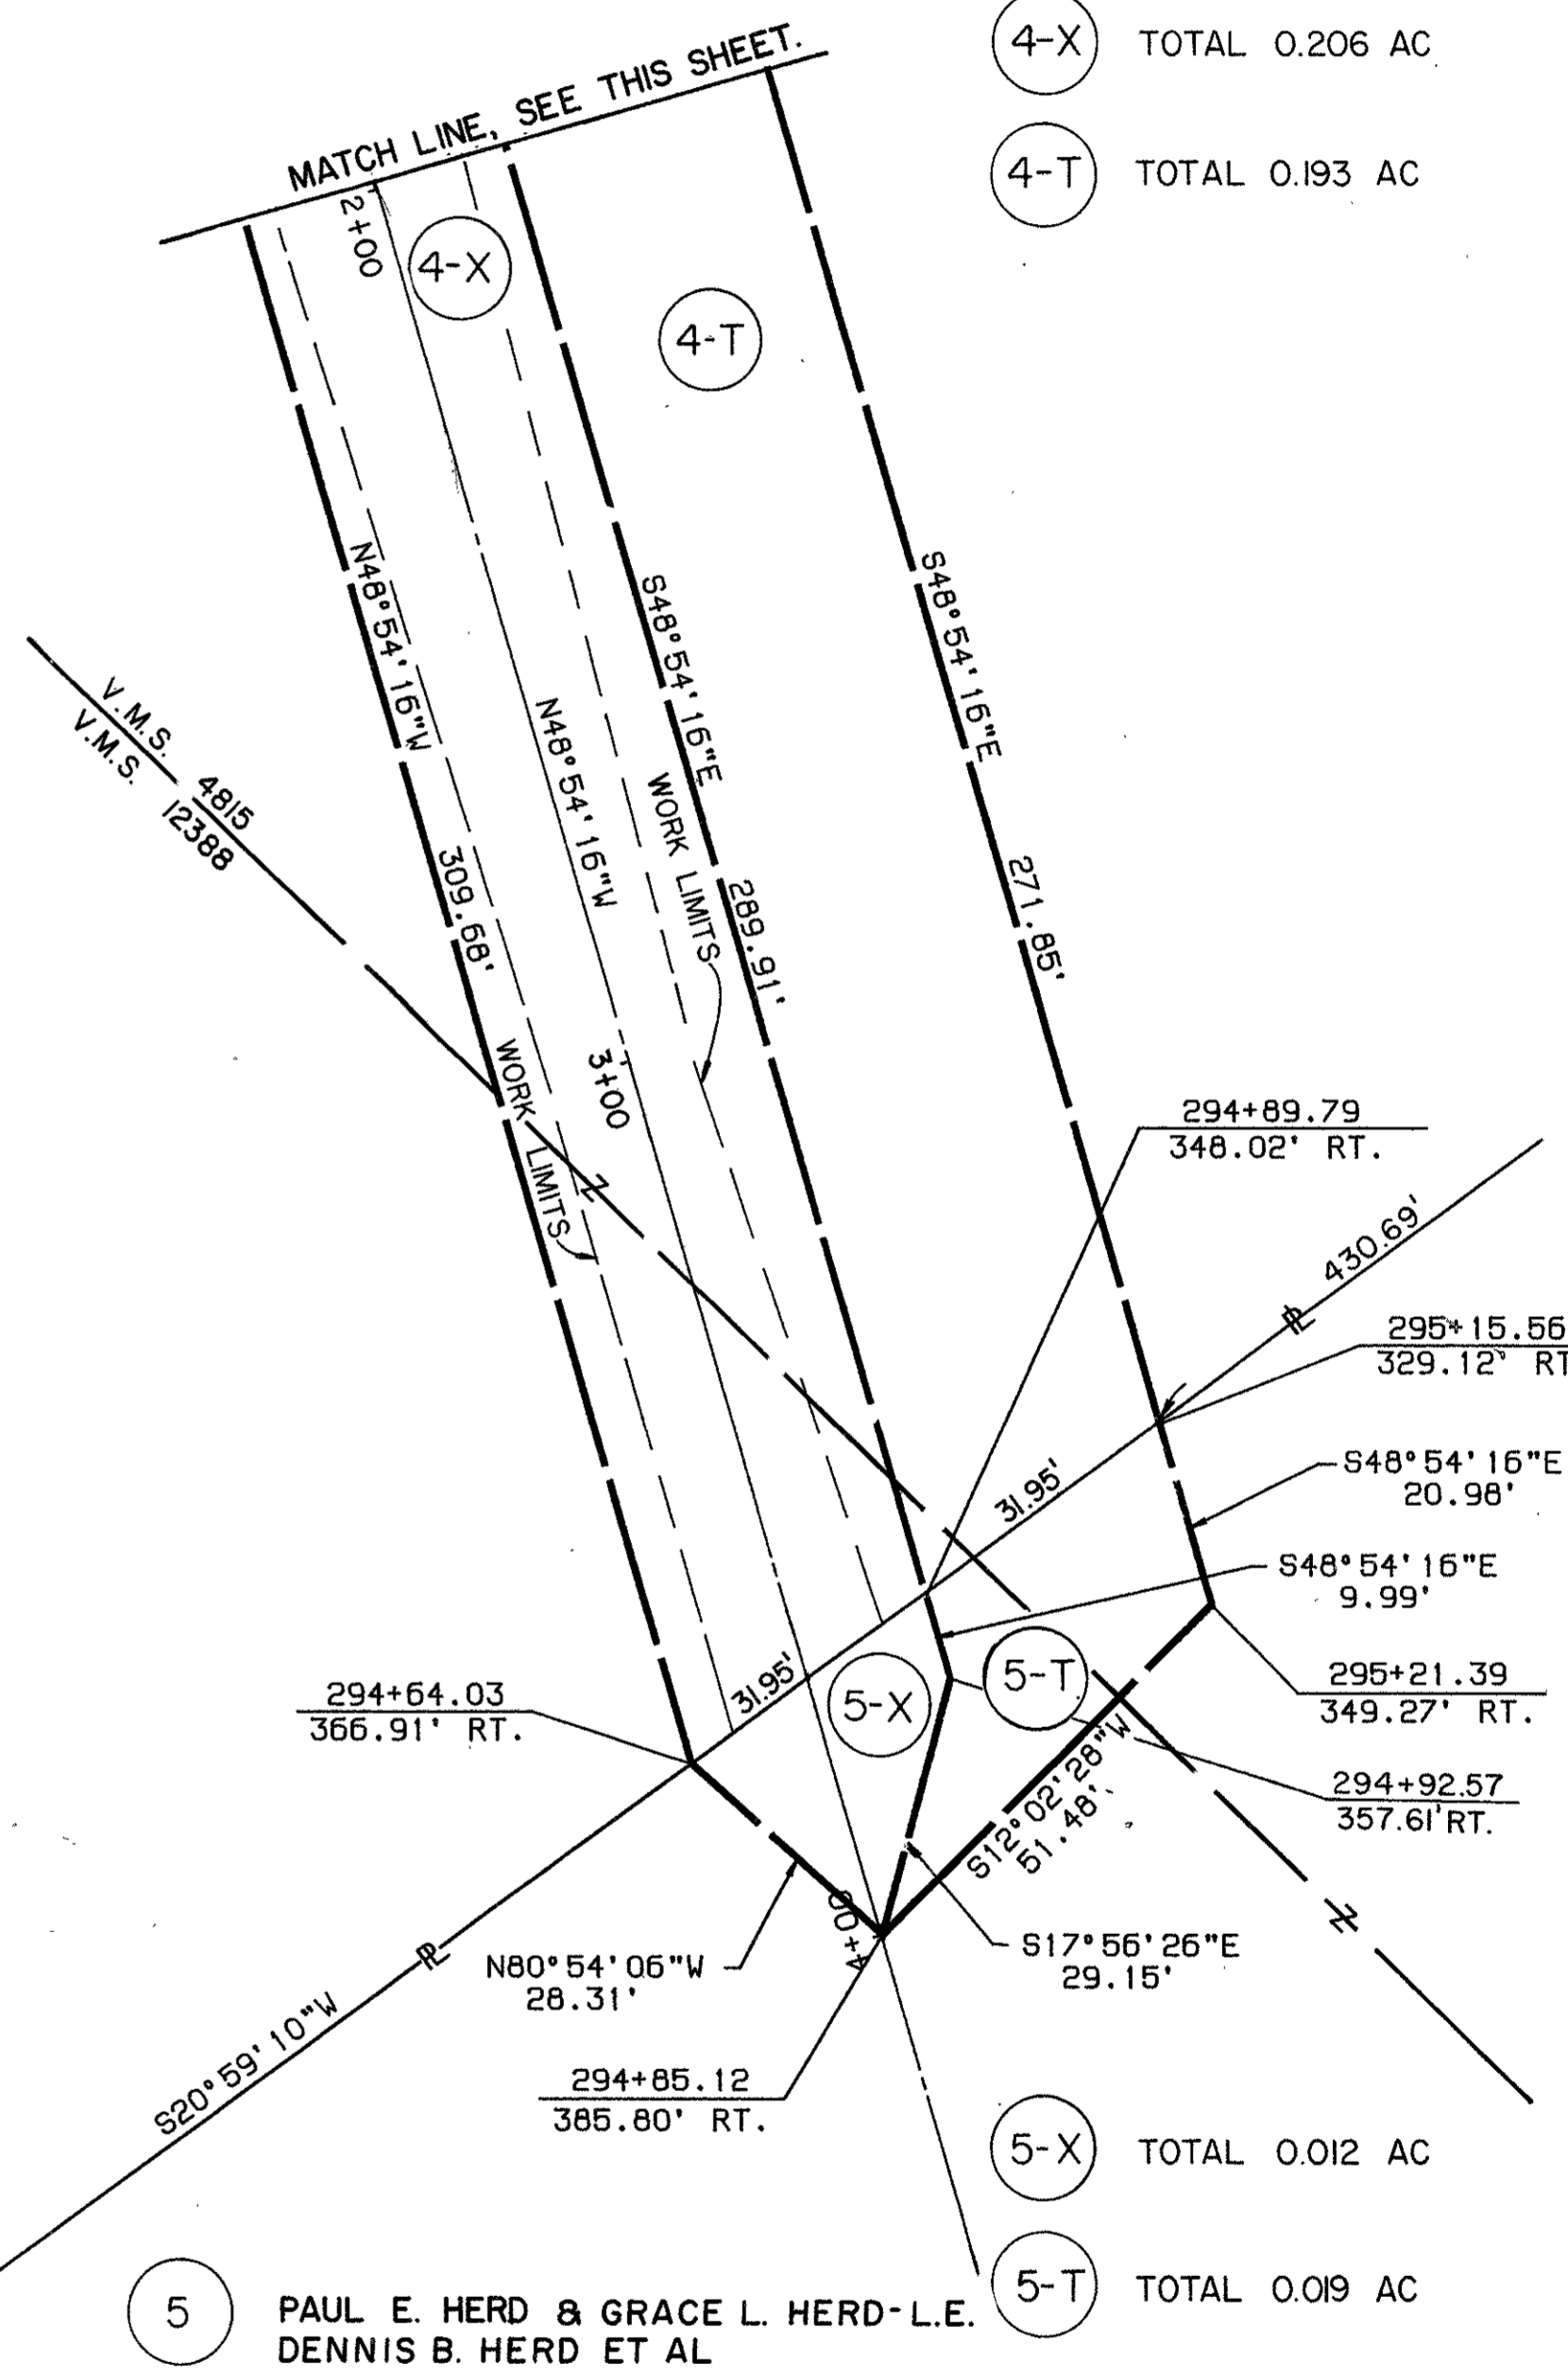 4-X TOTAL 0.206 AC
4-T TOTAL 0.193 AC
MATCH LINE, SEE THIS SHEET.
2+00
4-X
4-T
N48°54'16"W
309.68'
N48°54'16"W
S48°54'16"E
289.91'
S48°54'16"E
271.85'
V.M.S. 4815
V.M.S. 12388
WORK LIMITS
WORK LIMITS
3+00
294+89.79
348.02' RT.
430.69'
PL
295+15.56
329.12' RT
S48°54'16"E
20.98'
31.95'
S48°54'16"E
9.99'
5-T
5-X
31.95'
294+64.03
366.91' RT.
295+21.39
349.27' RT.
294+92.57
357.61' RT.
S12°02'28"W
51.48'
S17°56'26"E
29.15'
4+00
N80°54'06"W
28.31'
PL
S20°59'10"W
294+85.12
385.80' RT.
5-X TOTAL 0.012 AC
5-T TOTAL 0.019 AC
5 PAUL E. HERD & GRACE L. HERD-L.E.
DENNIS B. HERD ET AL